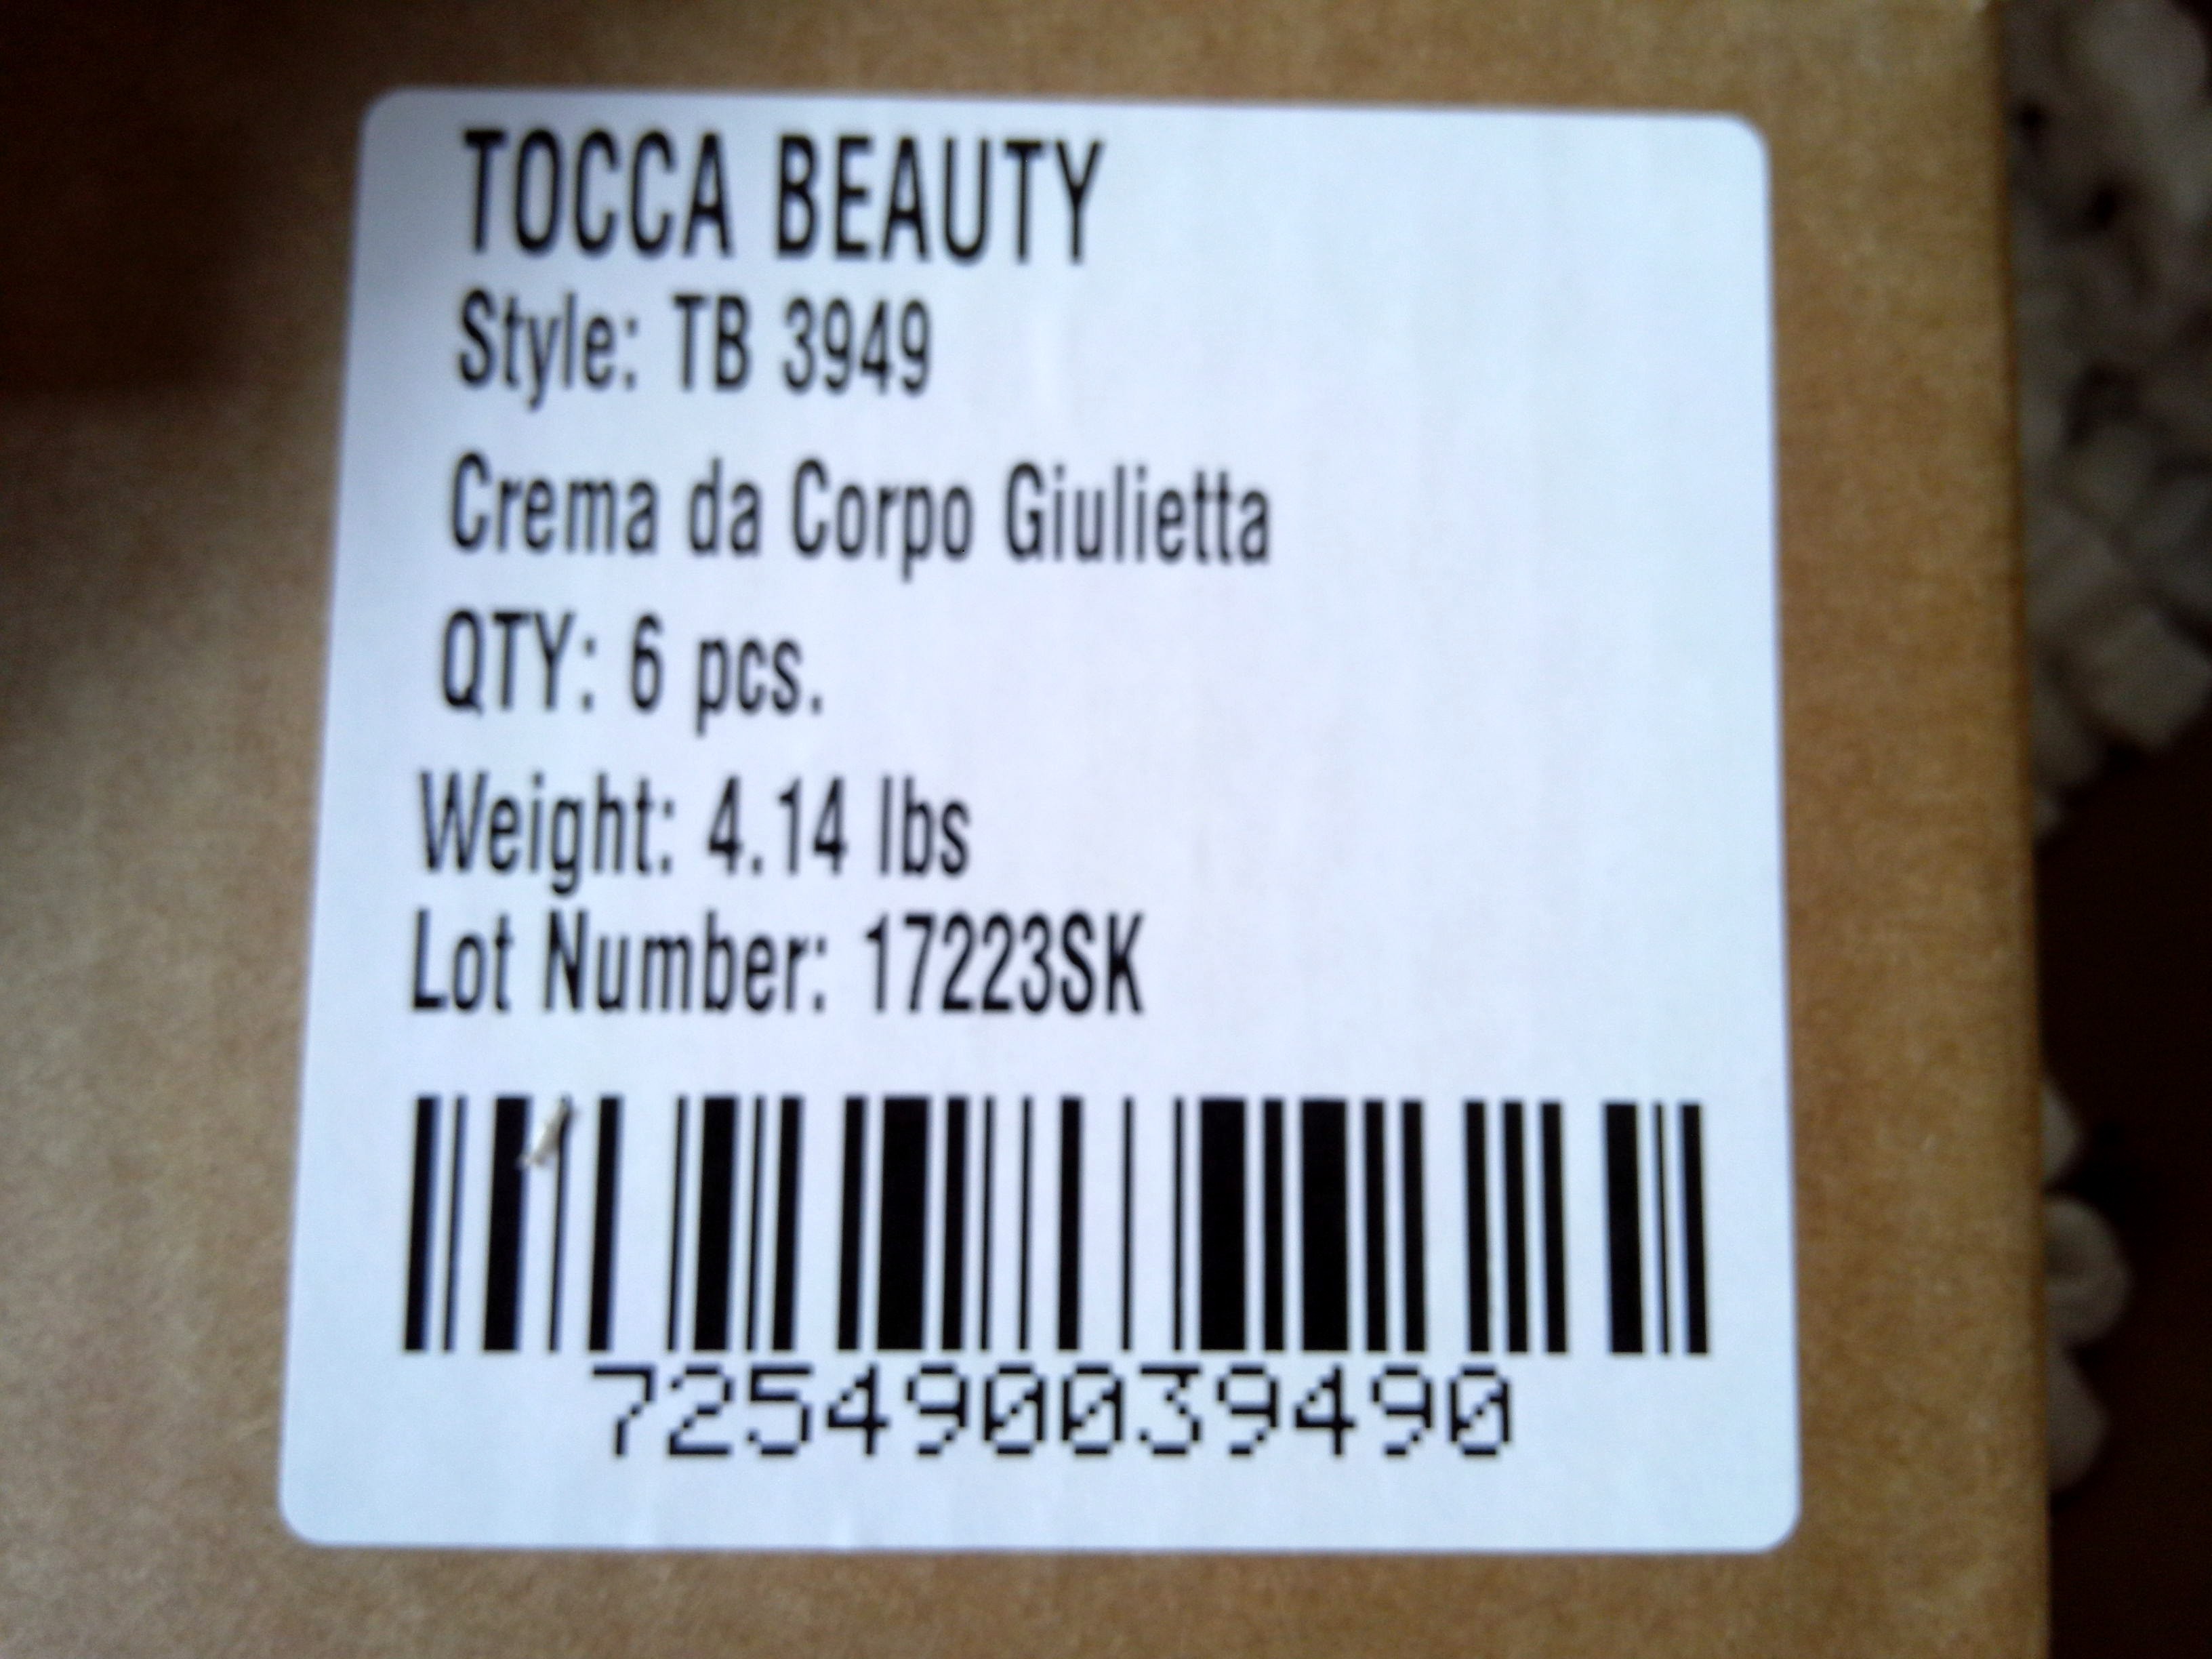 TOCCA BEAUTY
Style: TB 3949
Crema da Corpo Giulietta
QTY: 6 pcs.
Weight: 4.14 lbs
Lot Number: 17223SK
725490039490